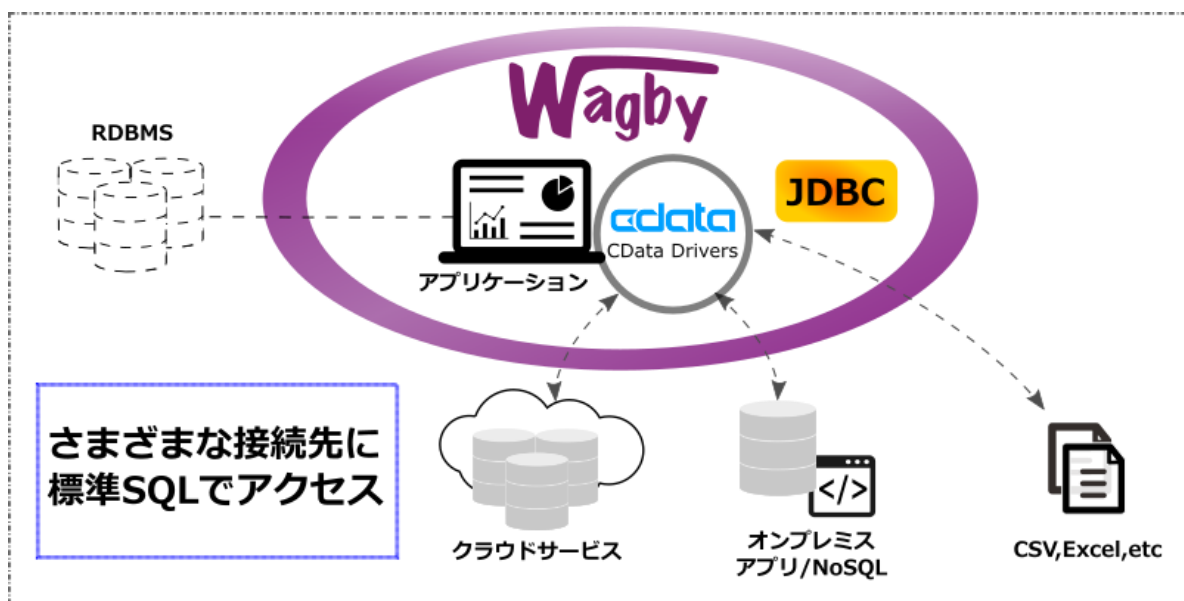 Wagby
RDBMS
JDBC
cdata
CData Drivers
アプリケーション
さまざまな接続先に
標準SQLでアクセス
</>
クラウドサービス
オンプレミス
アプリ/NoSQL
CSV,Excel,etc